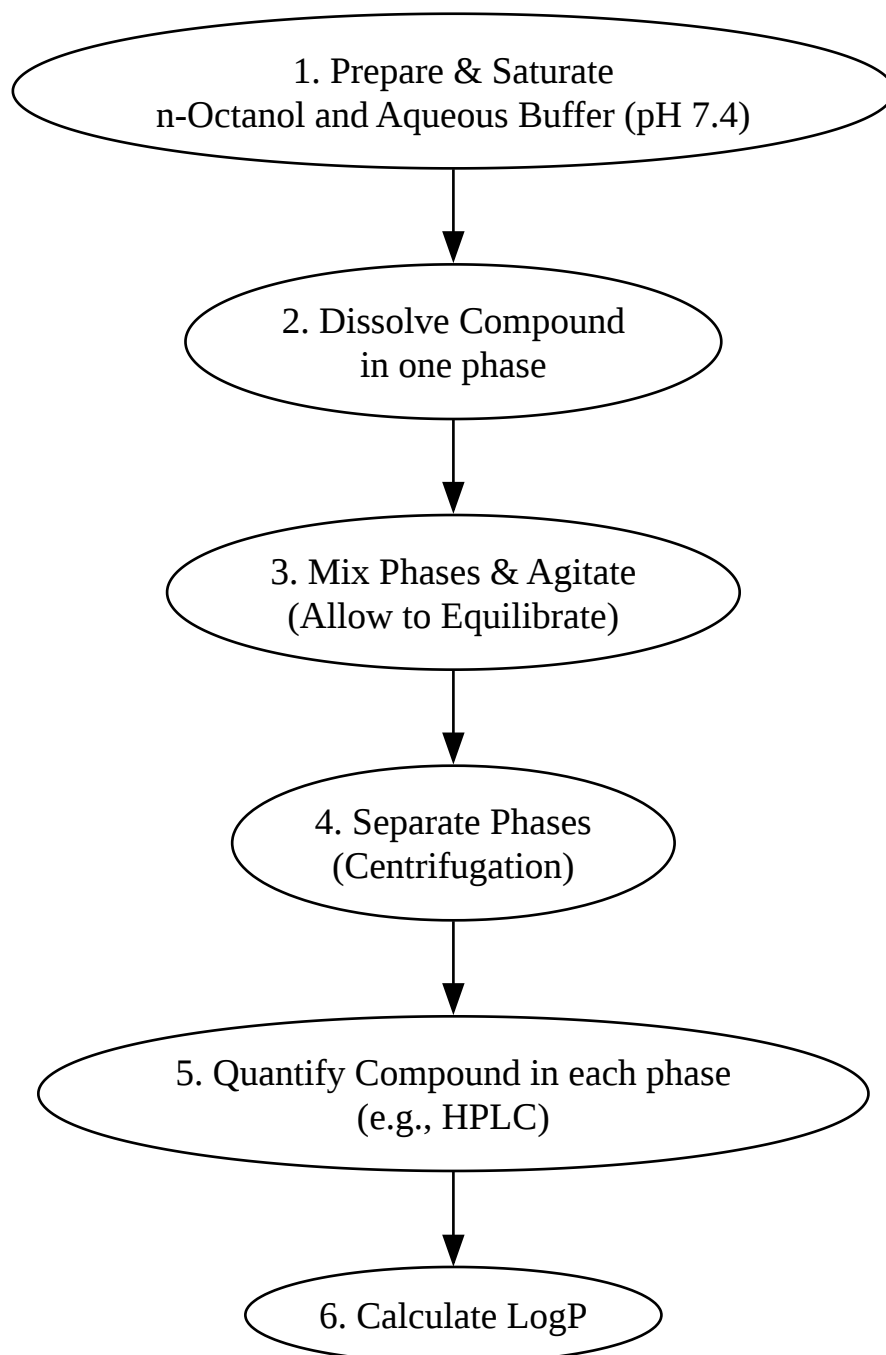 1. Prepare & Saturate
n-Octanol and Aqueous Buffer (pH 7.4)
2. Dissolve Compound
in one phase
3. Mix Phases & Agitate
(Allow to Equilibrate)
4. Separate Phases
(Centrifugation)
5. Quantify Compound in each phase
(e.g., HPLC)
6. Calculate LogP